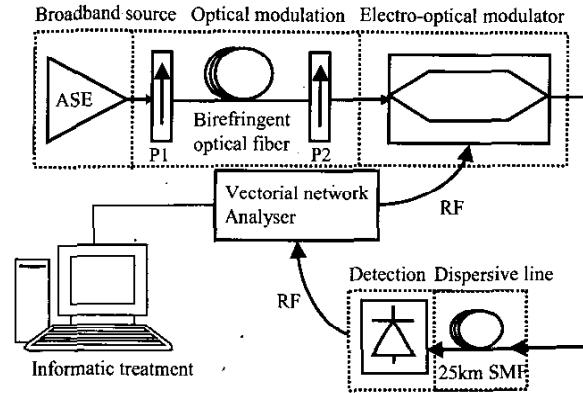 Broadband source
Optical modulation
Electro-optical modulator
ASE
P1
Birefringent
optical fiber
P2
Vectorial network
Analyser
RF
RF
Detection
Dispersive line
25km SMF
Informatic treatment